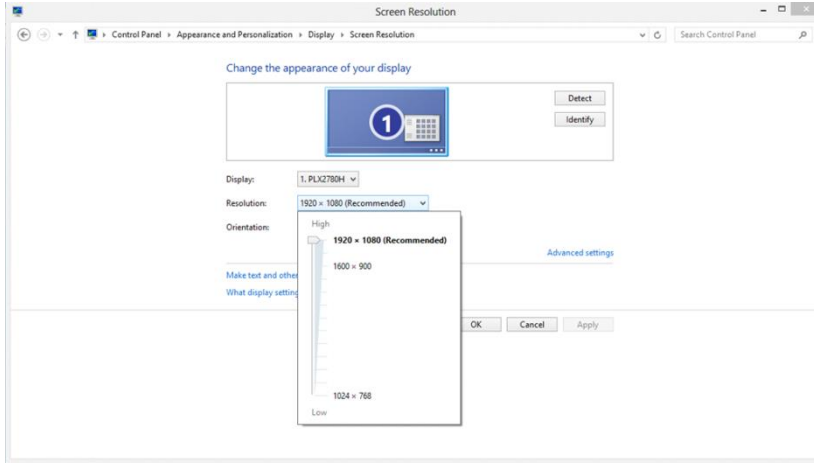 Screen Resolution
Control Panel Appearance and Personalization Display Screen Resolution
Search Control Panel
Change the appearance of your display
1
Detect
Identify
Display: 1. PLX2780H
Resolution: 1920 × 1080 (Recommended)
Orientation:
High
1920 × 1080 (Recommended)
Advanced settings
1600 × 900
Make text and other
What display setting
OK Cancel Apply
1024 × 768
Low